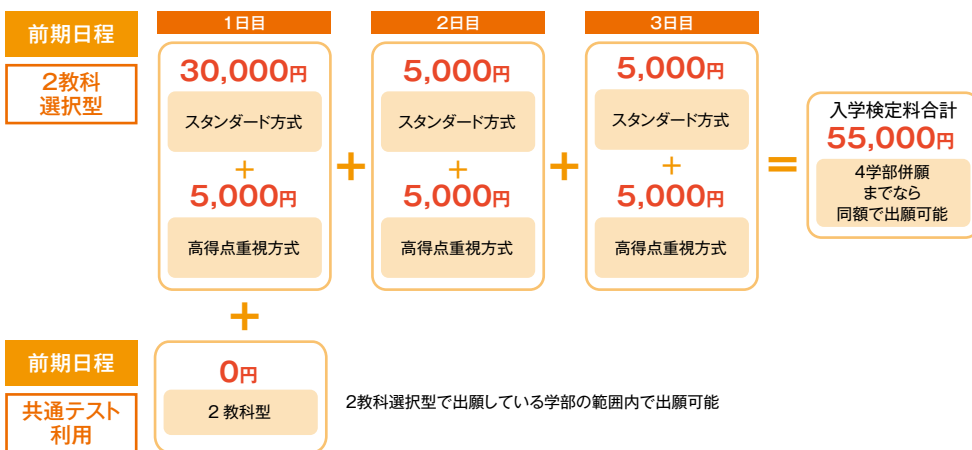 前期日程
2教科
選択型
1日目
30,000円
スタンダード方式
+
5,000円
高得点重視方式
+
2日目
5,000円
スタンダード方式
+
5,000円
高得点重視方式
+
3日目
5,000円
スタンダード方式
+
5,000円
高得点重視方式
=
入学検定料合計
55,000円
4学部併願
までなら
同額で出願可能
+
前期日程
共通テスト
利用
0円
2教科型
2教科選択型で出願している学部の範囲内で出願可能